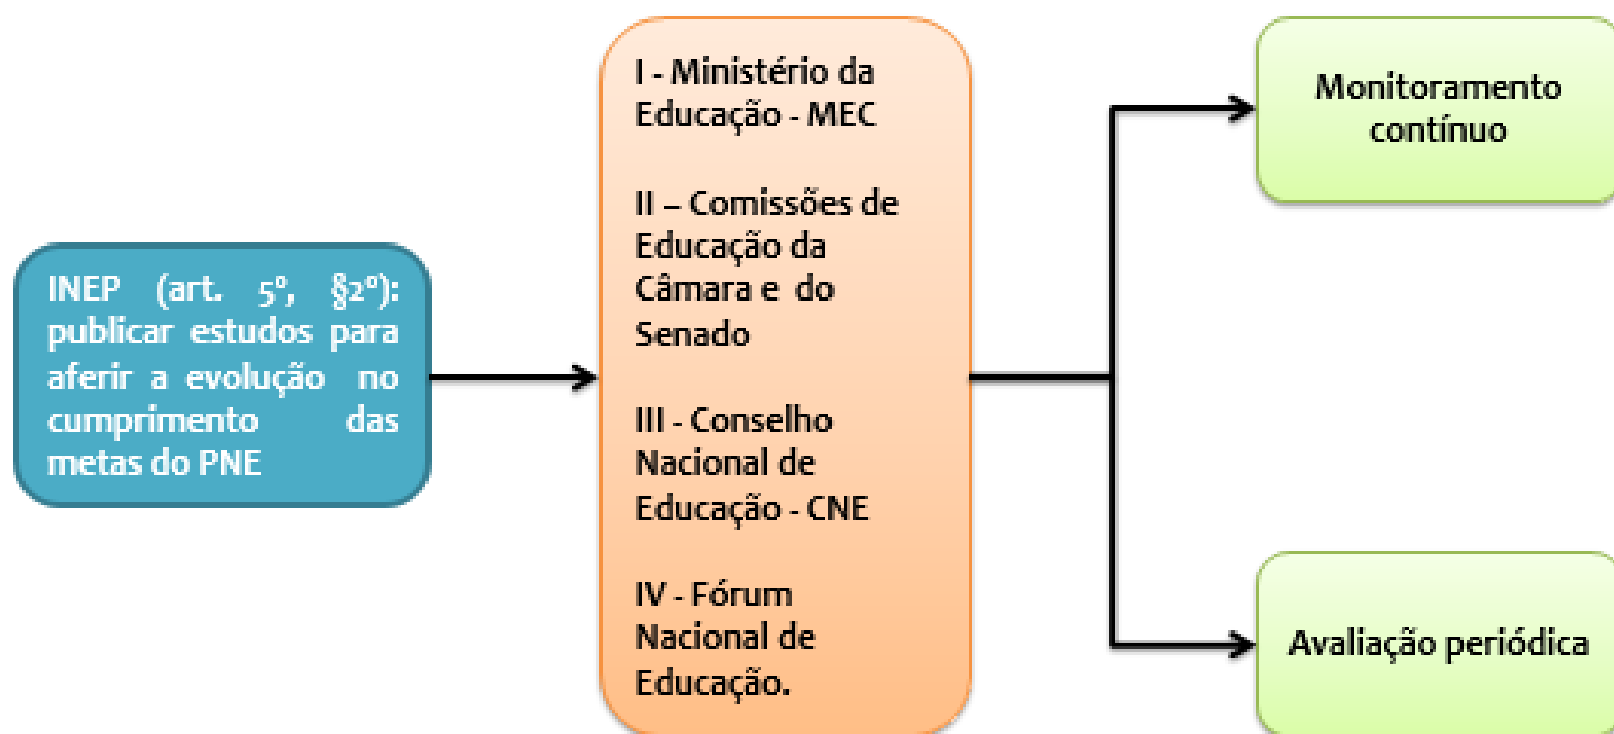 INEP (art. 5º, §2º):
publicar estudos para
aferir a evolução no
cumprimento das
metas do PNE
I - Ministério da
Educação - MEC
II – Comissões de
Educação da
Câmara e do
Senado
III - Conselho
Nacional de
Educação - CNE
IV - Fórum
Nacional de
Educação.
Monitoramento
contínuo
Avaliação periódica